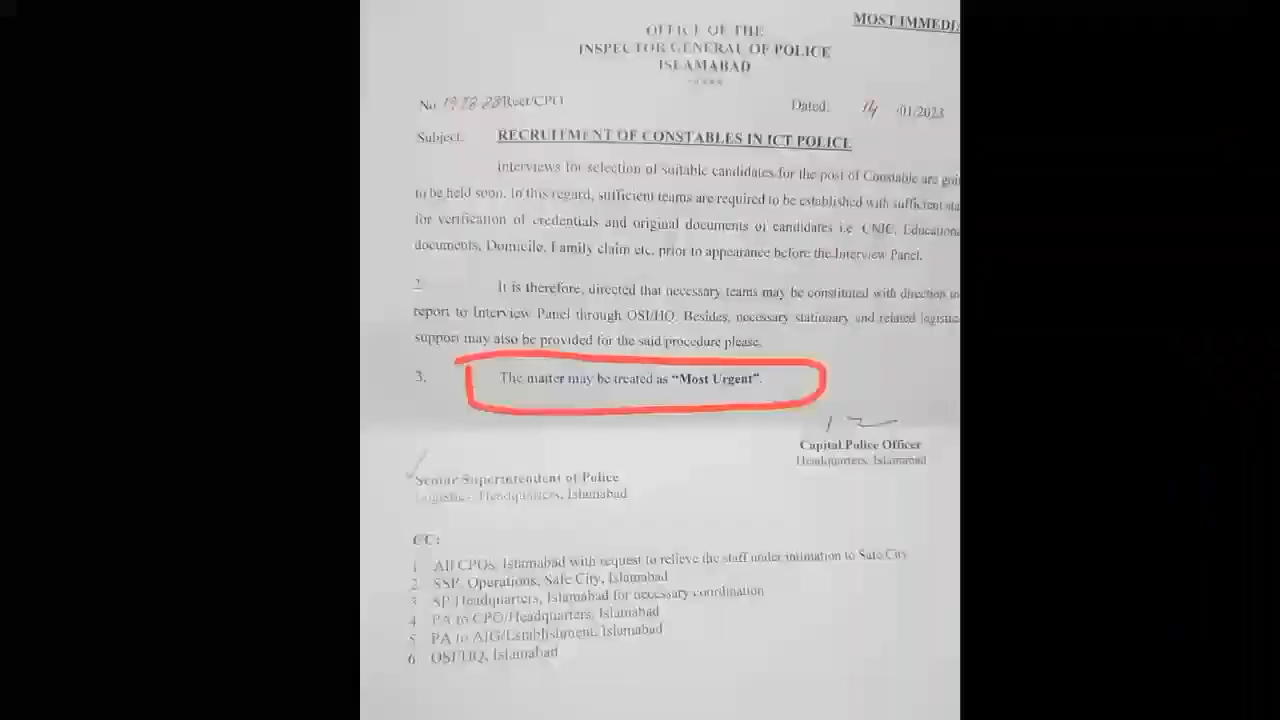 MOST IMMEDI
OFFICE OF THE
INSPECTOR GENERAL OF POLICE
ISLAMABAD
*****
No. /Rect/CPO Dated: 14 /01/2023
Subject: RECRUITMENT OF CONSTABLES IN ICT POLICE
Interviews for selection of suitable candidates for the post of Constable are goi
to be held soon. In this regard, sufficient teams are required to be established with sufficient sta
for verification of credentials and original documents of candidates i.e CNIC, Educationa
documents, Domicile, Family claim etc. prior to appearance before the Interview Panel.
2. It is therefore, directed that necessary teams may be constituted with direction to
report to Interview Panel through OSI/HQ. Besides, necessary stationary and related logistic
support may also be provided for the said procedure please.
3. The matter may be treated as “Most Urgent”.
Capital Police Officer
Headquarters, Islamabad
Senior Superintendent of Police
Logistics Headquarters, Islamabad
CC:
1. All CPOs, Islamabad with request to relieve the staff under intimation to Safe City
2. SSP, Operations, Safe City, Islamabad
3. SP Headquarters, Islamabad for necessary coordination
4. PA to CPO/Headquarters, Islamabad
5. PA to AIG/Establishment, Islamabad
6. OSI/HQ, Islamabad